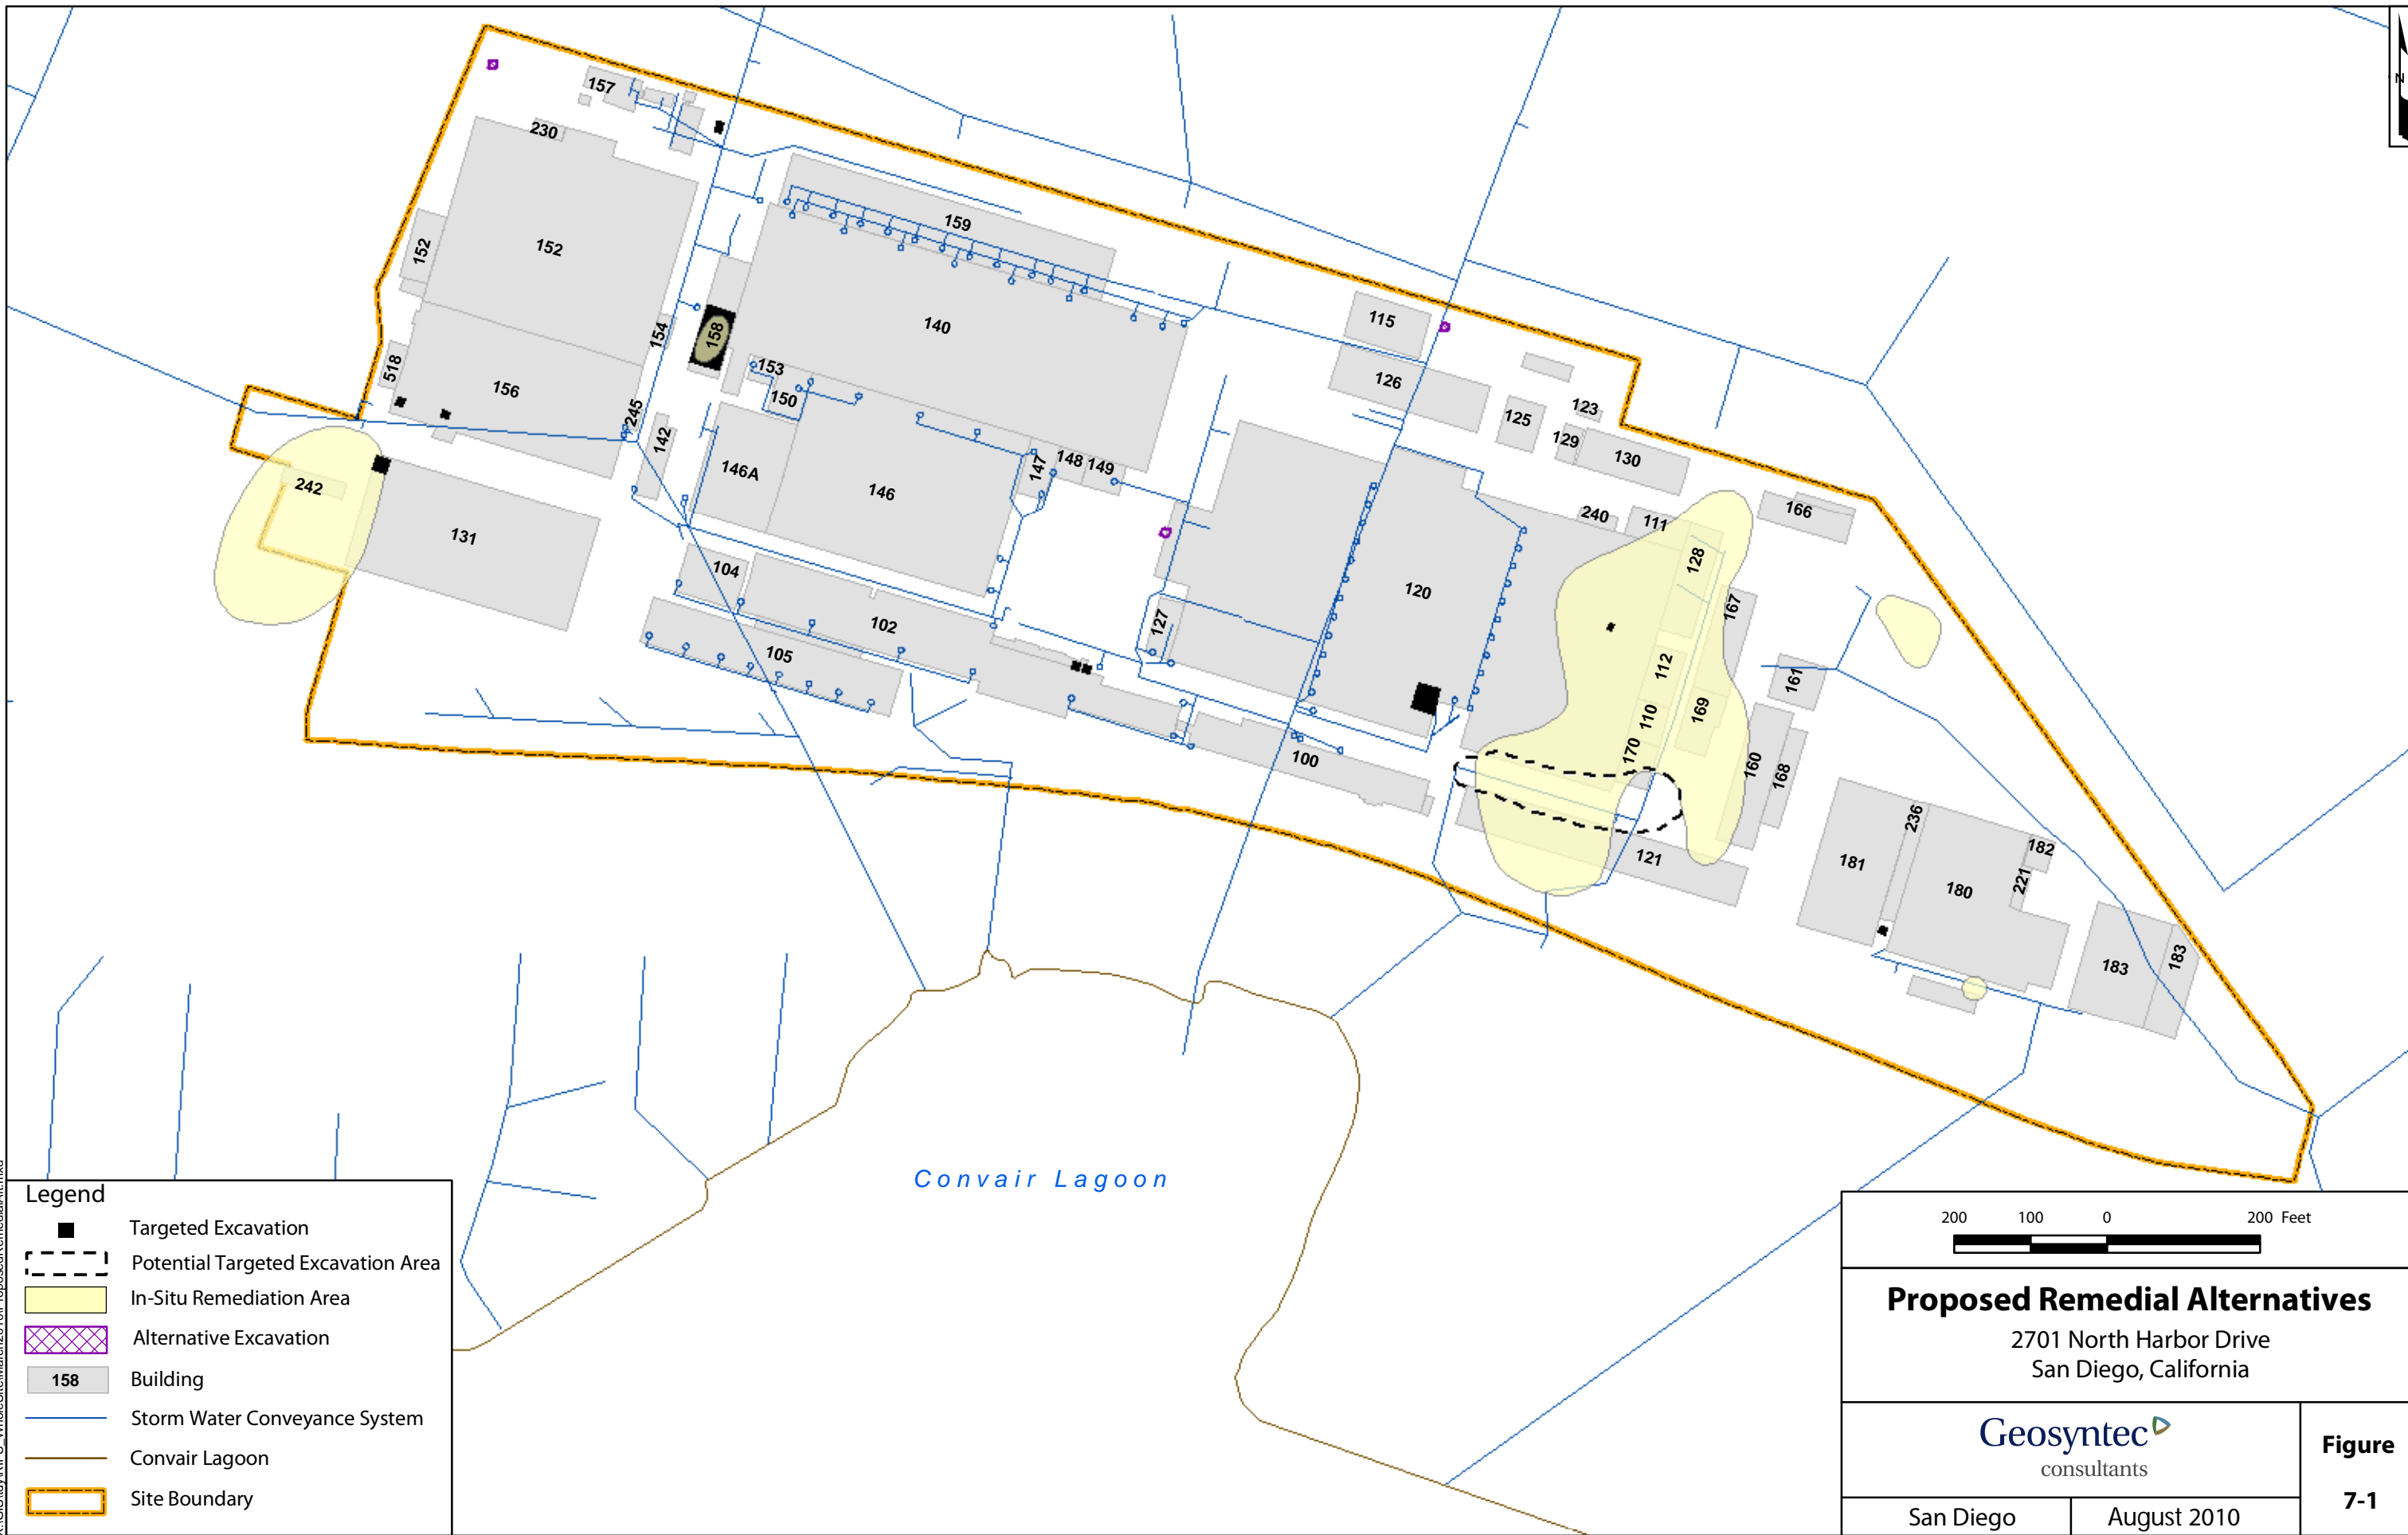 N
157
230
152
152
159
140
154
158
518
156
153
150
245
142
146A
146
147
148
149
242
131
104
102
105
115
126
125
123
129
130
240
111
128
166
120
127
167
112
161
110
169
170
160
168
100
121
181
236
182
180
221
183
183
Convair Lagoon
Legend
Targeted Excavation
Potential Targeted Excavation Area
In-Situ Remediation Area
Alternative Excavation
158 Building
Storm Water Conveyance System
Convair Lagoon
Site Boundary
200 100 0 200 Feet
Proposed Remedial Alternatives
2701 North Harbor Drive
San Diego, California
Geosyntec
consultants
Figure
7-1
San Diego August 2010